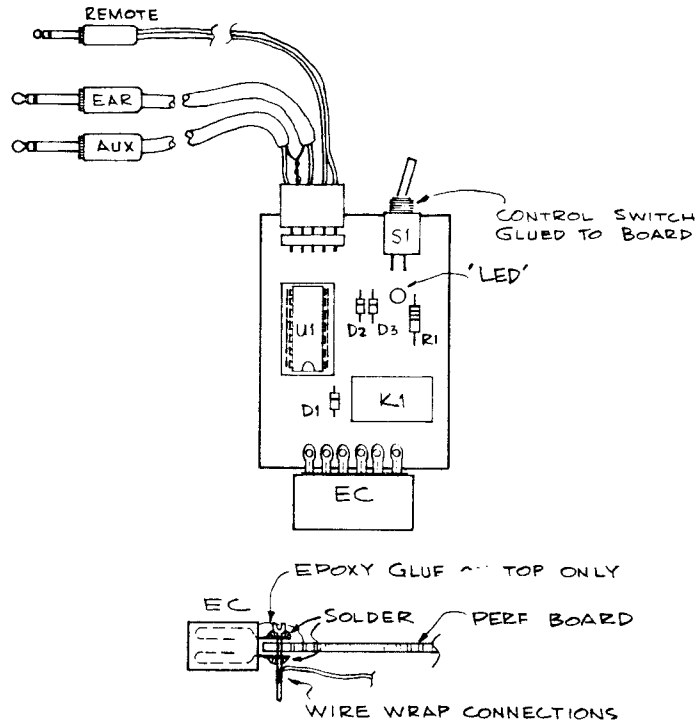 REMOTE
EAR
AUX
CONTROL SWITCH
GLUED TO BOARD
S1
'LED'
U1
D2 D3
R1
D1
K1
EC
EPOXY GLUE TOP ONLY
EC
SOLDER
PERF BOARD
WIRE WRAP CONNECTIONS